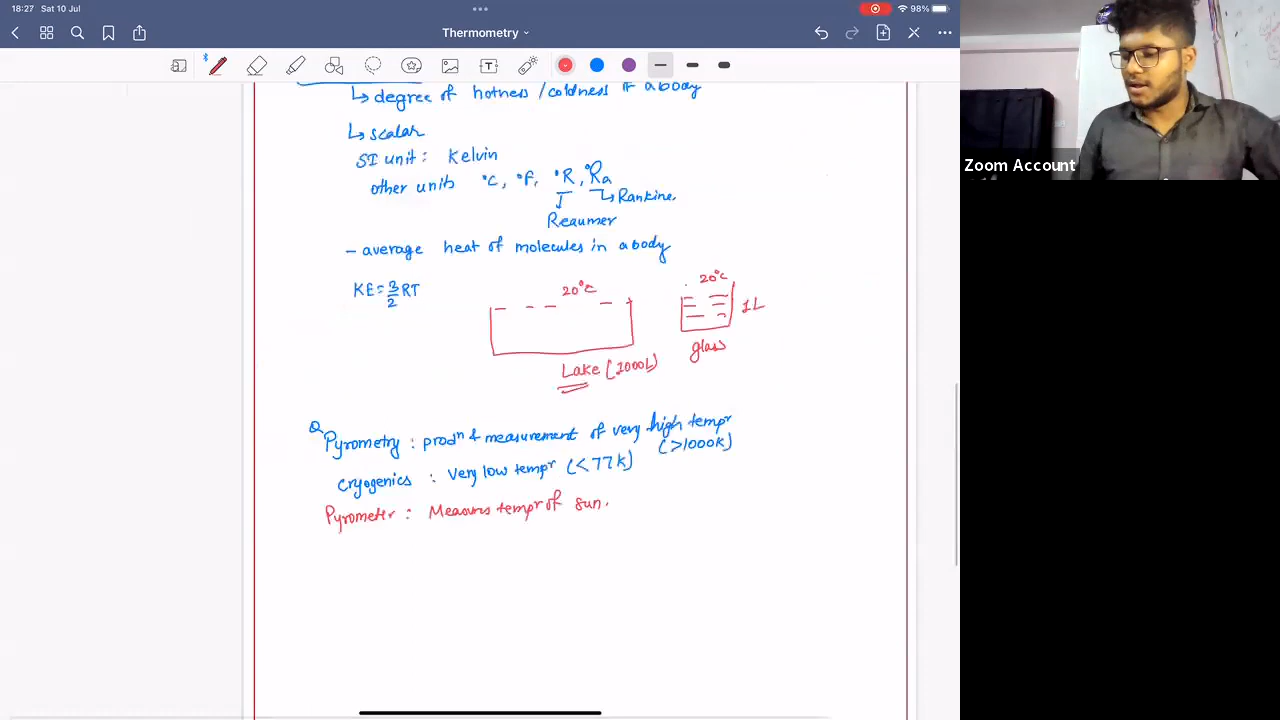 18:27 Sat 10 Jul
98%
Thermometry
T
Zoom Account
↳ degree of hotness / coldness of a body
↳ scalar
SI unit : Kelvin
other units °C, °F, °R, °Ra
Rankine.
Reaumer
- average heat of molecules in a body
KE = 3/2 RT
20°C
20°C
1L
glass
Lake (1000L)
Q
Pyrometry : prodⁿ & measurement of very high tempr
(>1000K)
cryogenics : very low tempr (<77K)
Pyrometer : Measures tempr of sun.